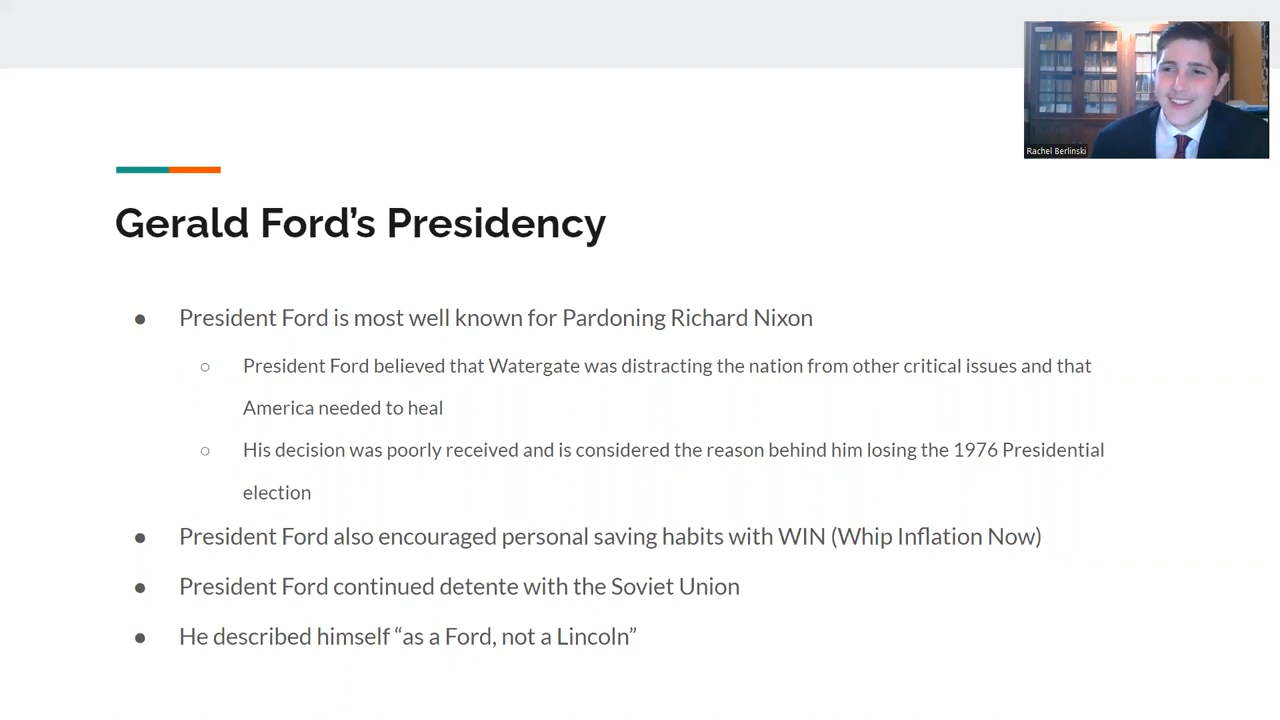 Rachel Berlinski
Gerald Ford’s Presidency
● President Ford is most well known for Pardoning Richard Nixon
○ President Ford believed that Watergate was distracting the nation from other critical issues and that
America needed to heal
○ His decision was poorly received and is considered the reason behind him losing the 1976 Presidential
election
● President Ford also encouraged personal saving habits with WIN (Whip Inflation Now)
● President Ford continued detente with the Soviet Union
● He described himself “as a Ford, not a Lincoln”